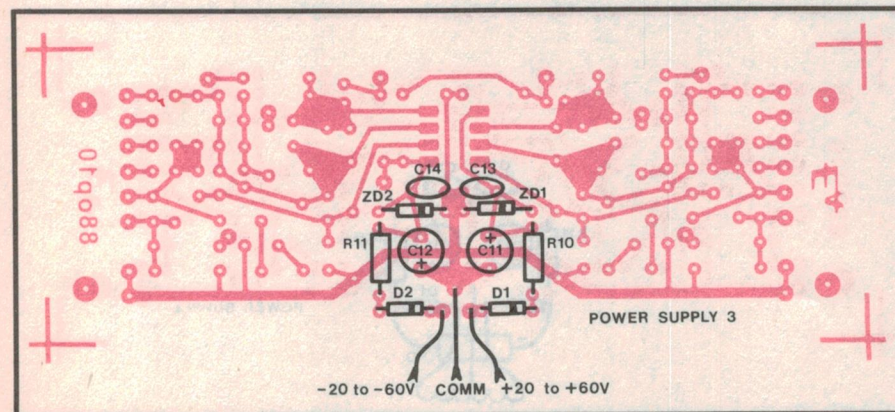 C14
C13
ZD2
ZD1
R11
C12
+
+
C11
R10
D2
D1
POWER SUPPLY 3
-20 to -60V
COMM
+20 to +60V